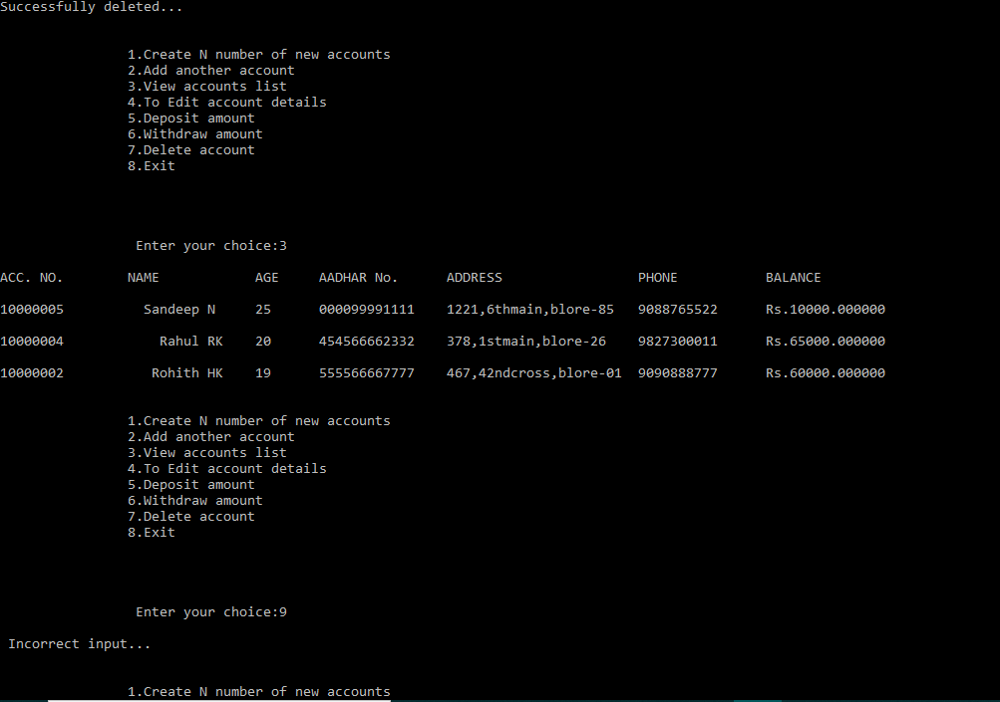 Successfully deleted...
1.Create N number of new accounts
2.Add another account
3.View accounts list
4.To Edit account details
5.Deposit amount
6.Withdraw amount
7.Delete account
8.Exit
Enter your choice:3
ACC. NO. NAME AGE AADHAR No. ADDRESS PHONE BALANCE
10000005 Sandeep N 25 000099991111 1221,6thmain,blore-85 9088765522 Rs.10000.000000
10000004 Rahul RK 20 454566662332 378,1stmain,blore-26 9827300011 Rs.65000.000000
10000002 Rohith HK 19 555566667777 467,42ndcross,blore-01 9090888777 Rs.60000.000000
1.Create N number of new accounts
2.Add another account
3.View accounts list
4.To Edit account details
5.Deposit amount
6.Withdraw amount
7.Delete account
8.Exit
Enter your choice:9
Incorrect input...
1.Create N number of new accounts